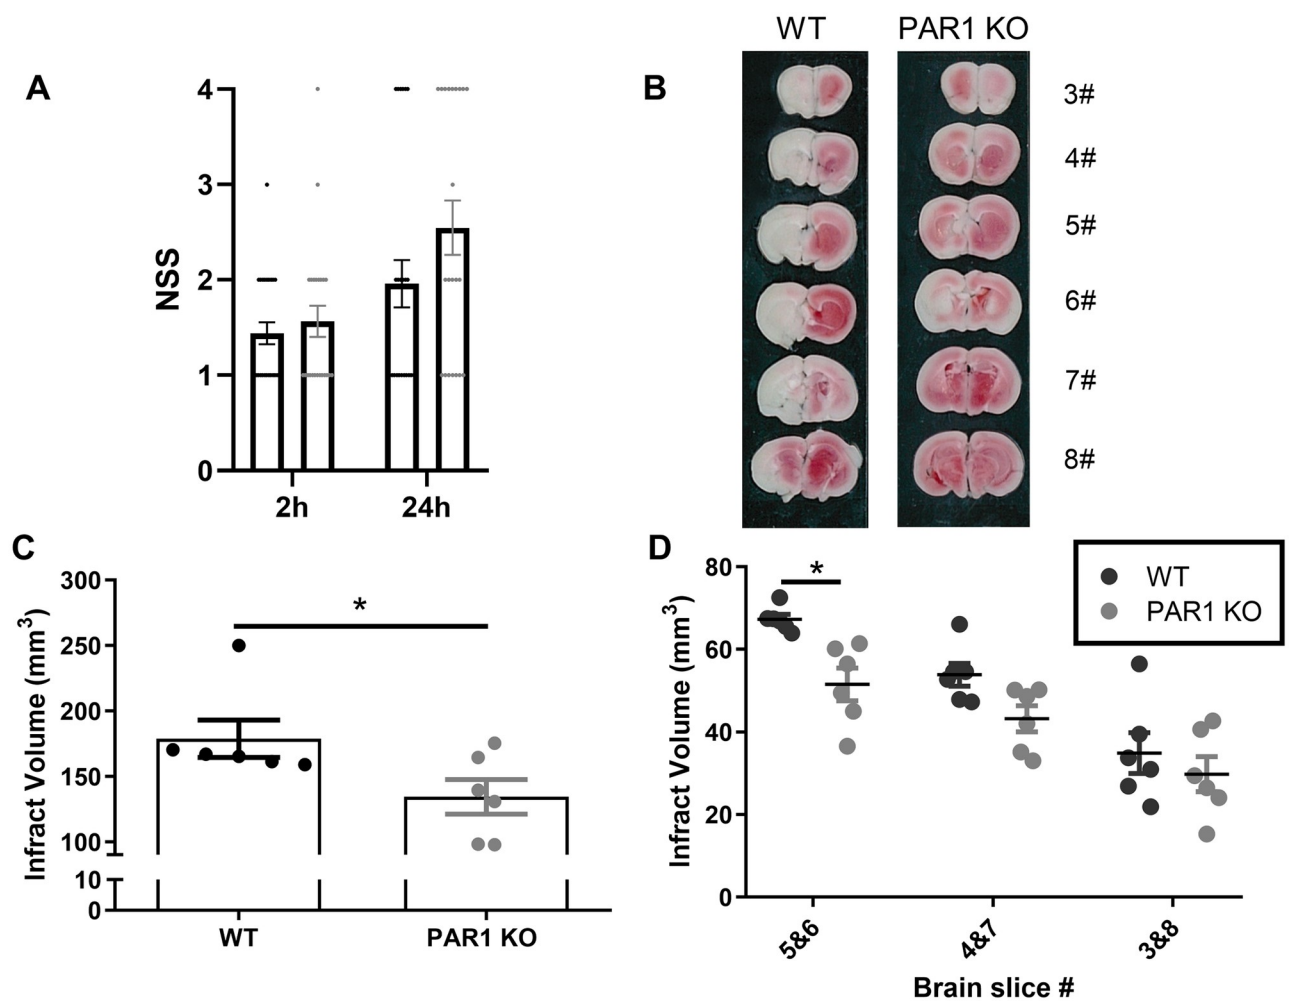 A
NSS
4
3
2
1
0
2h
24h
B
WT
PAR1 KO
3#
4#
5#
6#
7#
8#
C
Infract Volume (mm³)
300
250
200
150
100
10
0
*
WT
PAR1 KO
D
Infract Volume (mm³)
80
60
40
20
0
*
WT
PAR1 KO
5&6
4&7
3&8
Brain slice #